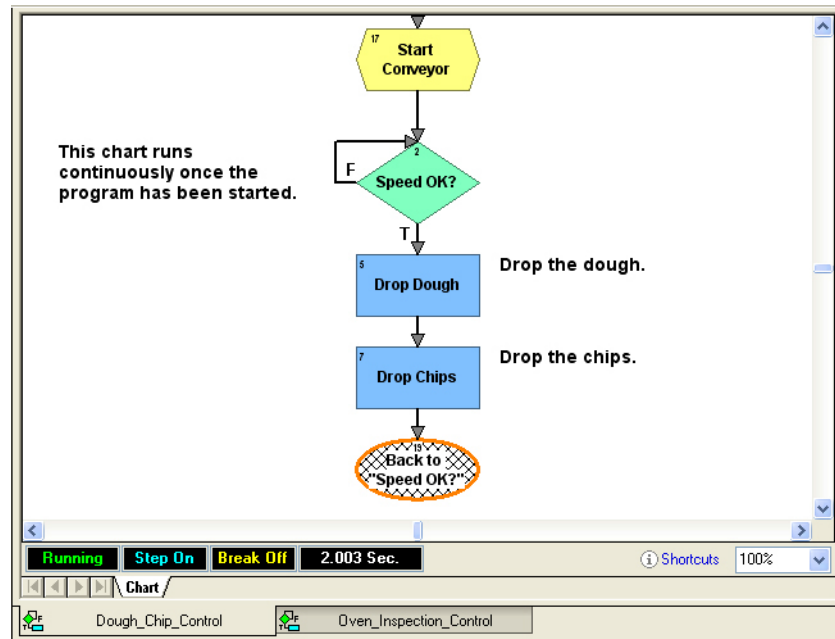 17
Start
Conveyor
This chart runs
continuously once the
program has been started.
2
F
Speed OK?
T
5
Drop Dough
Drop the dough.
7
Drop Chips
Drop the chips.
19
Back to
"Speed OK?"
Running Step On Break Off 2.003 Sec. i Shortcuts 100%
Chart
Dough_Chip_Control Oven_Inspection_Control